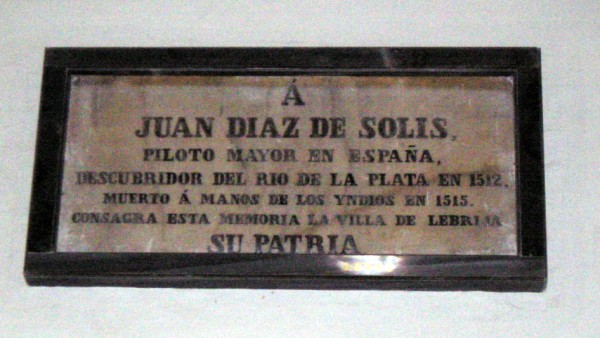 Á
JUAN DIAZ DE SOLIS,
PILOTO MAYOR EN ESPAÑA,
DESCUBRIDOR DEL RIO DE LA PLATA EN 1512,
MUERTO Á MANOS DE LOS YNDIOS EN 1515.
CONSAGRA ESTA MEMORIA LA VILLA DE LEBRIJA
SU PATRIA